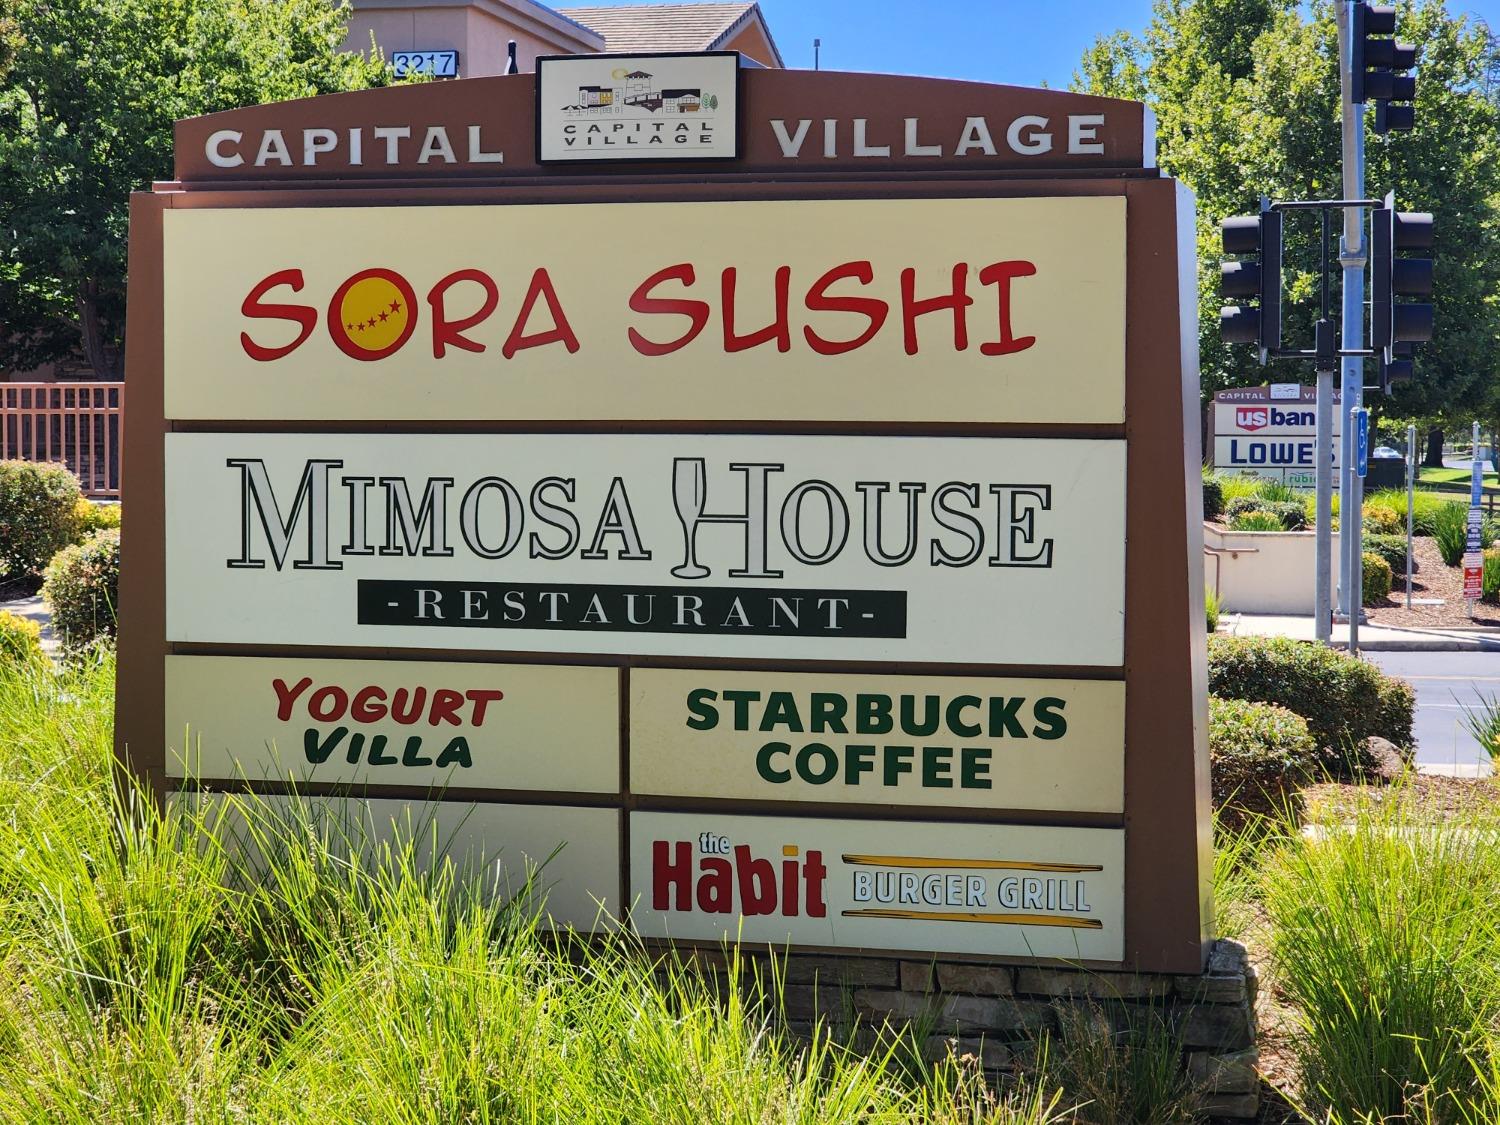 3217
CAPITAL VILLAGE
CAPITAL
VILLAGE
SORA SUSHI
MIMOSA HOUSE
-RESTAURANT-
YOGURT
VILLA
STARBUCKS
COFFEE
the
Habit BURGER GRILL
CAPITAL
usban
LOWE'S